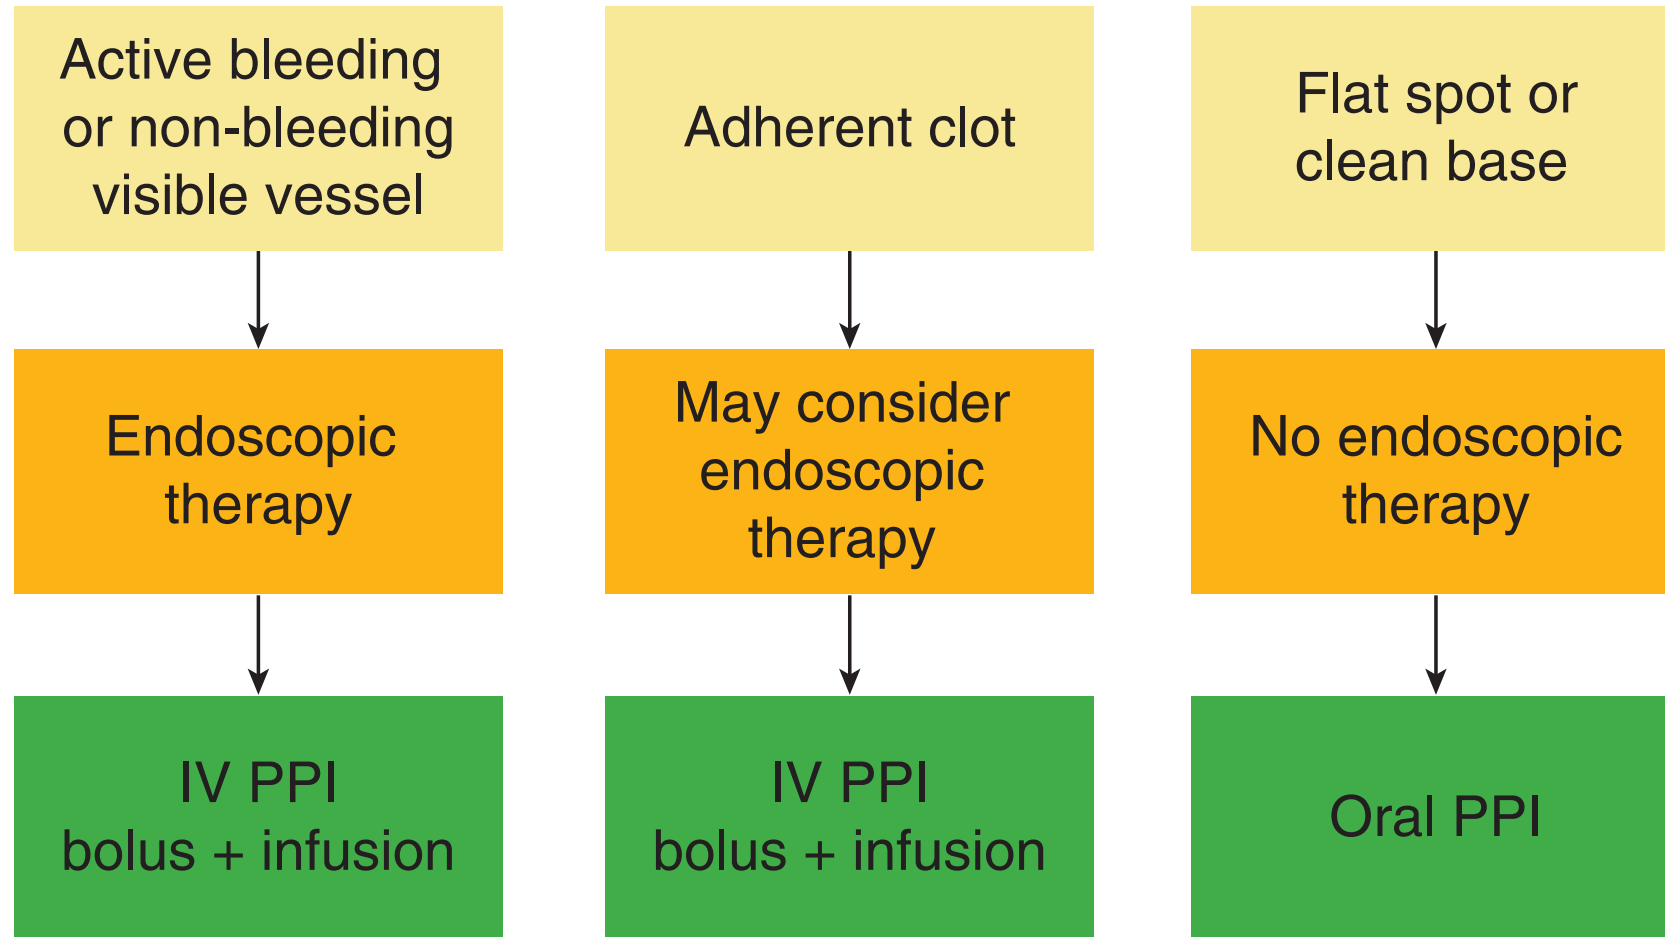 Active bleeding
or non-bleeding
visible vessel
Endoscopic
therapy
IV PPI
bolus + infusion
Adherent clot
May consider
endoscopic
therapy
IV PPI
bolus + infusion
Flat spot or
clean base
No endoscopic
therapy
Oral PPI